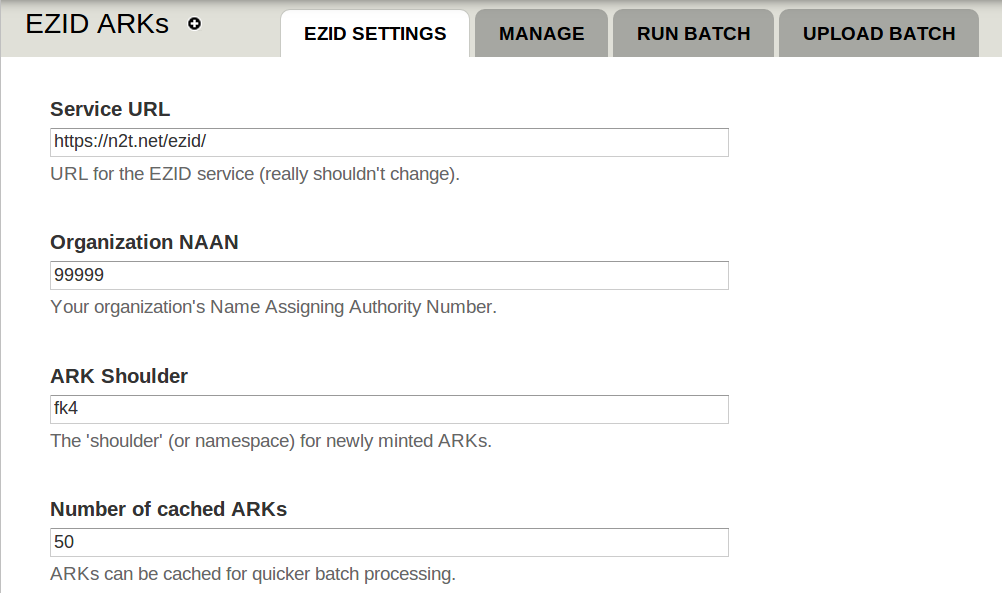 EZID ARKs
EZID SETTINGS
MANAGE
RUN BATCH
UPLOAD BATCH
Service URL
https://n2t.net/ezid/
URL for the EZID service (really shouldn't change).
Organization NAAN
99999
Your organization's Name Assigning Authority Number.
ARK Shoulder
fk4
The 'shoulder' (or namespace) for newly minted ARKs.
Number of cached ARKs
50
ARKs can be cached for quicker batch processing.